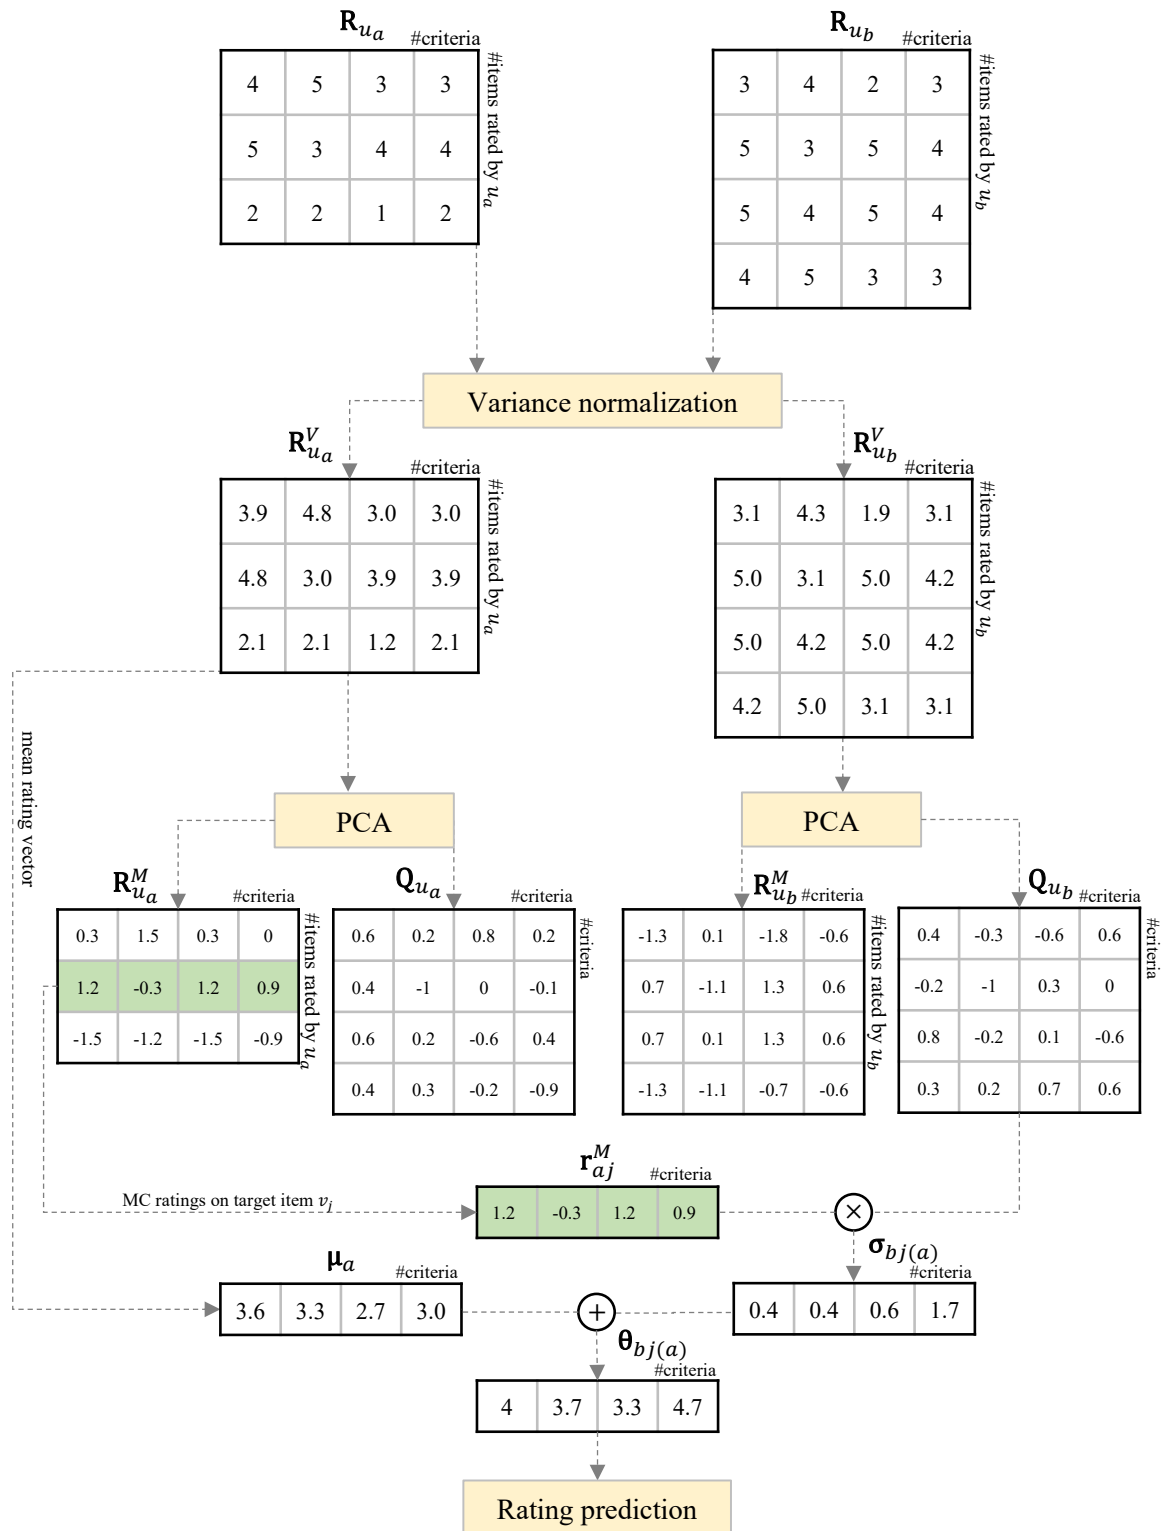 R_{u_a} #criteria
4 5 3 3
5 3 4 4
2 2 1 2
#items rated by u_a
R_{u_b} #criteria
3 4 2 3
5 3 5 4
5 4 5 4
4 5 3 3
#items rated by u_b
Variance normalization
R^V_{u_a} #criteria
3.9 4.8 3.0 3.0
4.8 3.0 3.9 3.9
2.1 2.1 1.2 2.1
#items rated by u_a
R^V_{u_b} #criteria
3.1 4.3 1.9 3.1
5.0 3.1 5.0 4.2
5.0 4.2 5.0 4.2
4.2 5.0 3.1 3.1
#items rated by u_b
mean rating vector
PCA
PCA
R^M_{u_a} #criteria
0.3 1.5 0.3 0
1.2 -0.3 1.2 0.9
-1.5 -1.2 -1.5 -0.9
#items rated by u_a
Q_{u_a} #criteria
0.6 0.2 0.8 0.2
0.4 -1 0 -0.1
0.6 0.2 -0.6 0.4
0.4 0.3 -0.2 -0.9
#criteria
R^M_{u_b} #criteria
-1.3 0.1 -1.8 -0.6
0.7 -1.1 1.3 0.6
0.7 0.1 1.3 0.6
-1.3 -1.1 -0.7 -0.6
#items rated by u_b
Q_{u_b} #criteria
0.4 -0.3 -0.6 0.6
-0.2 -1 0.3 0
0.8 -0.2 0.1 -0.6
0.3 0.2 0.7 0.6
#criteria
MC ratings on target item v_j
r^M_{aj} #criteria
1.2 -0.3 1.2 0.9
×
σ_{bj(a)} #criteria
0.4 0.4 0.6 1.7
μ_a #criteria
3.6 3.3 2.7 3.0
+
θ_{bj(a)} #criteria
4 3.7 3.3 4.7
Rating prediction